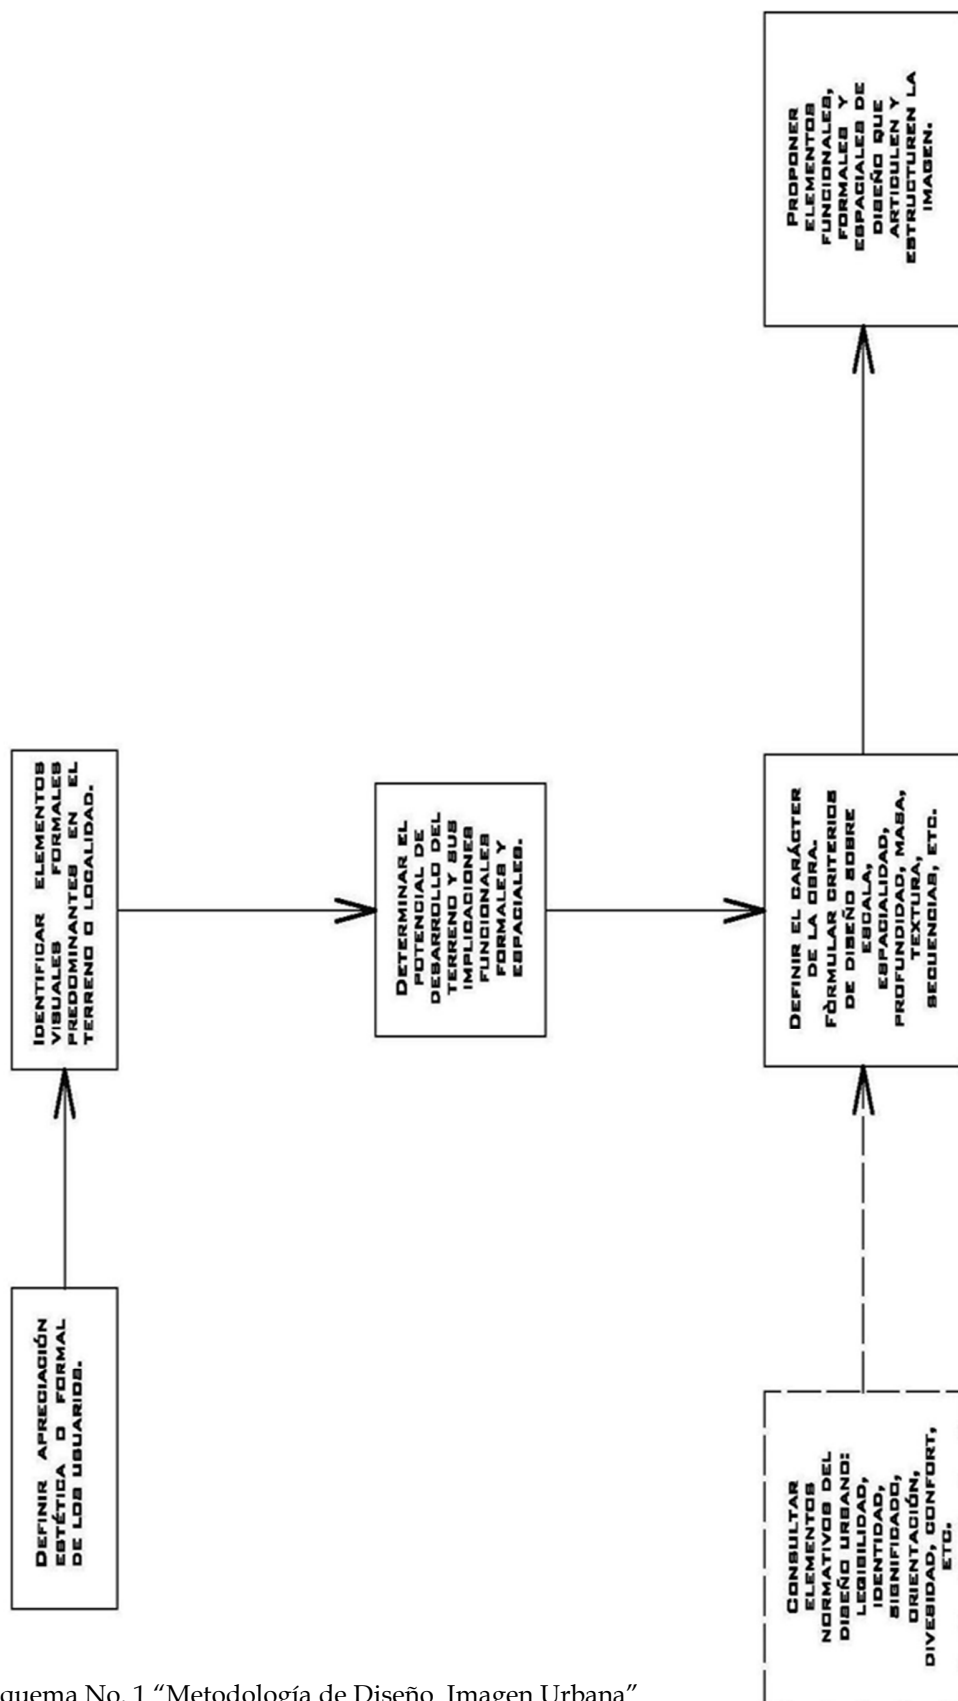 DEFINIR APRECIACIÓN
ESTÉTICA O FORMAL
DE LOS USUARIOS.
IDENTIFICAR ELEMENTOS
VISUALES FORMALES
PREDOMINANTES EN EL
TERRENO O LOCALIDAD.
DETERMINAR EL
POTENCIAL DE
DESARROLLO DEL
TERRENO Y SUS
IMPLICACIONES
FUNCIONALES
FORMALES Y
ESPACIALES.
CONSULTAR
ELEMENTOS
NORMATIVOS DEL
DISEÑO URBANO:
LEGIBILIDAD,
IDENTIDAD,
SIGNIFICADO,
ORIENTACIÓN,
DIVESIDAD, CONFORT,
ETC.
DEFINIR EL CARÁCTER
DE LA OBRA.
FÒRMULAR CRITERIOS
DE DISEÑO SOBRE
ESCALA,
ESPACIALIDAD,
PROFUNDIDAD, MASA,
TEXTURA,
SECUENCIAS, ETC.
PROPONER
ELEMENTOS
FUNCIONALES,
FORMALES Y
ESPACIALES DE
DISEÑO QUE
ARTICULEN Y
ESTRUCTUREN LA
IMAGEN.
quema No. 1 “Metodología de Diseño, Imagen Urbana”